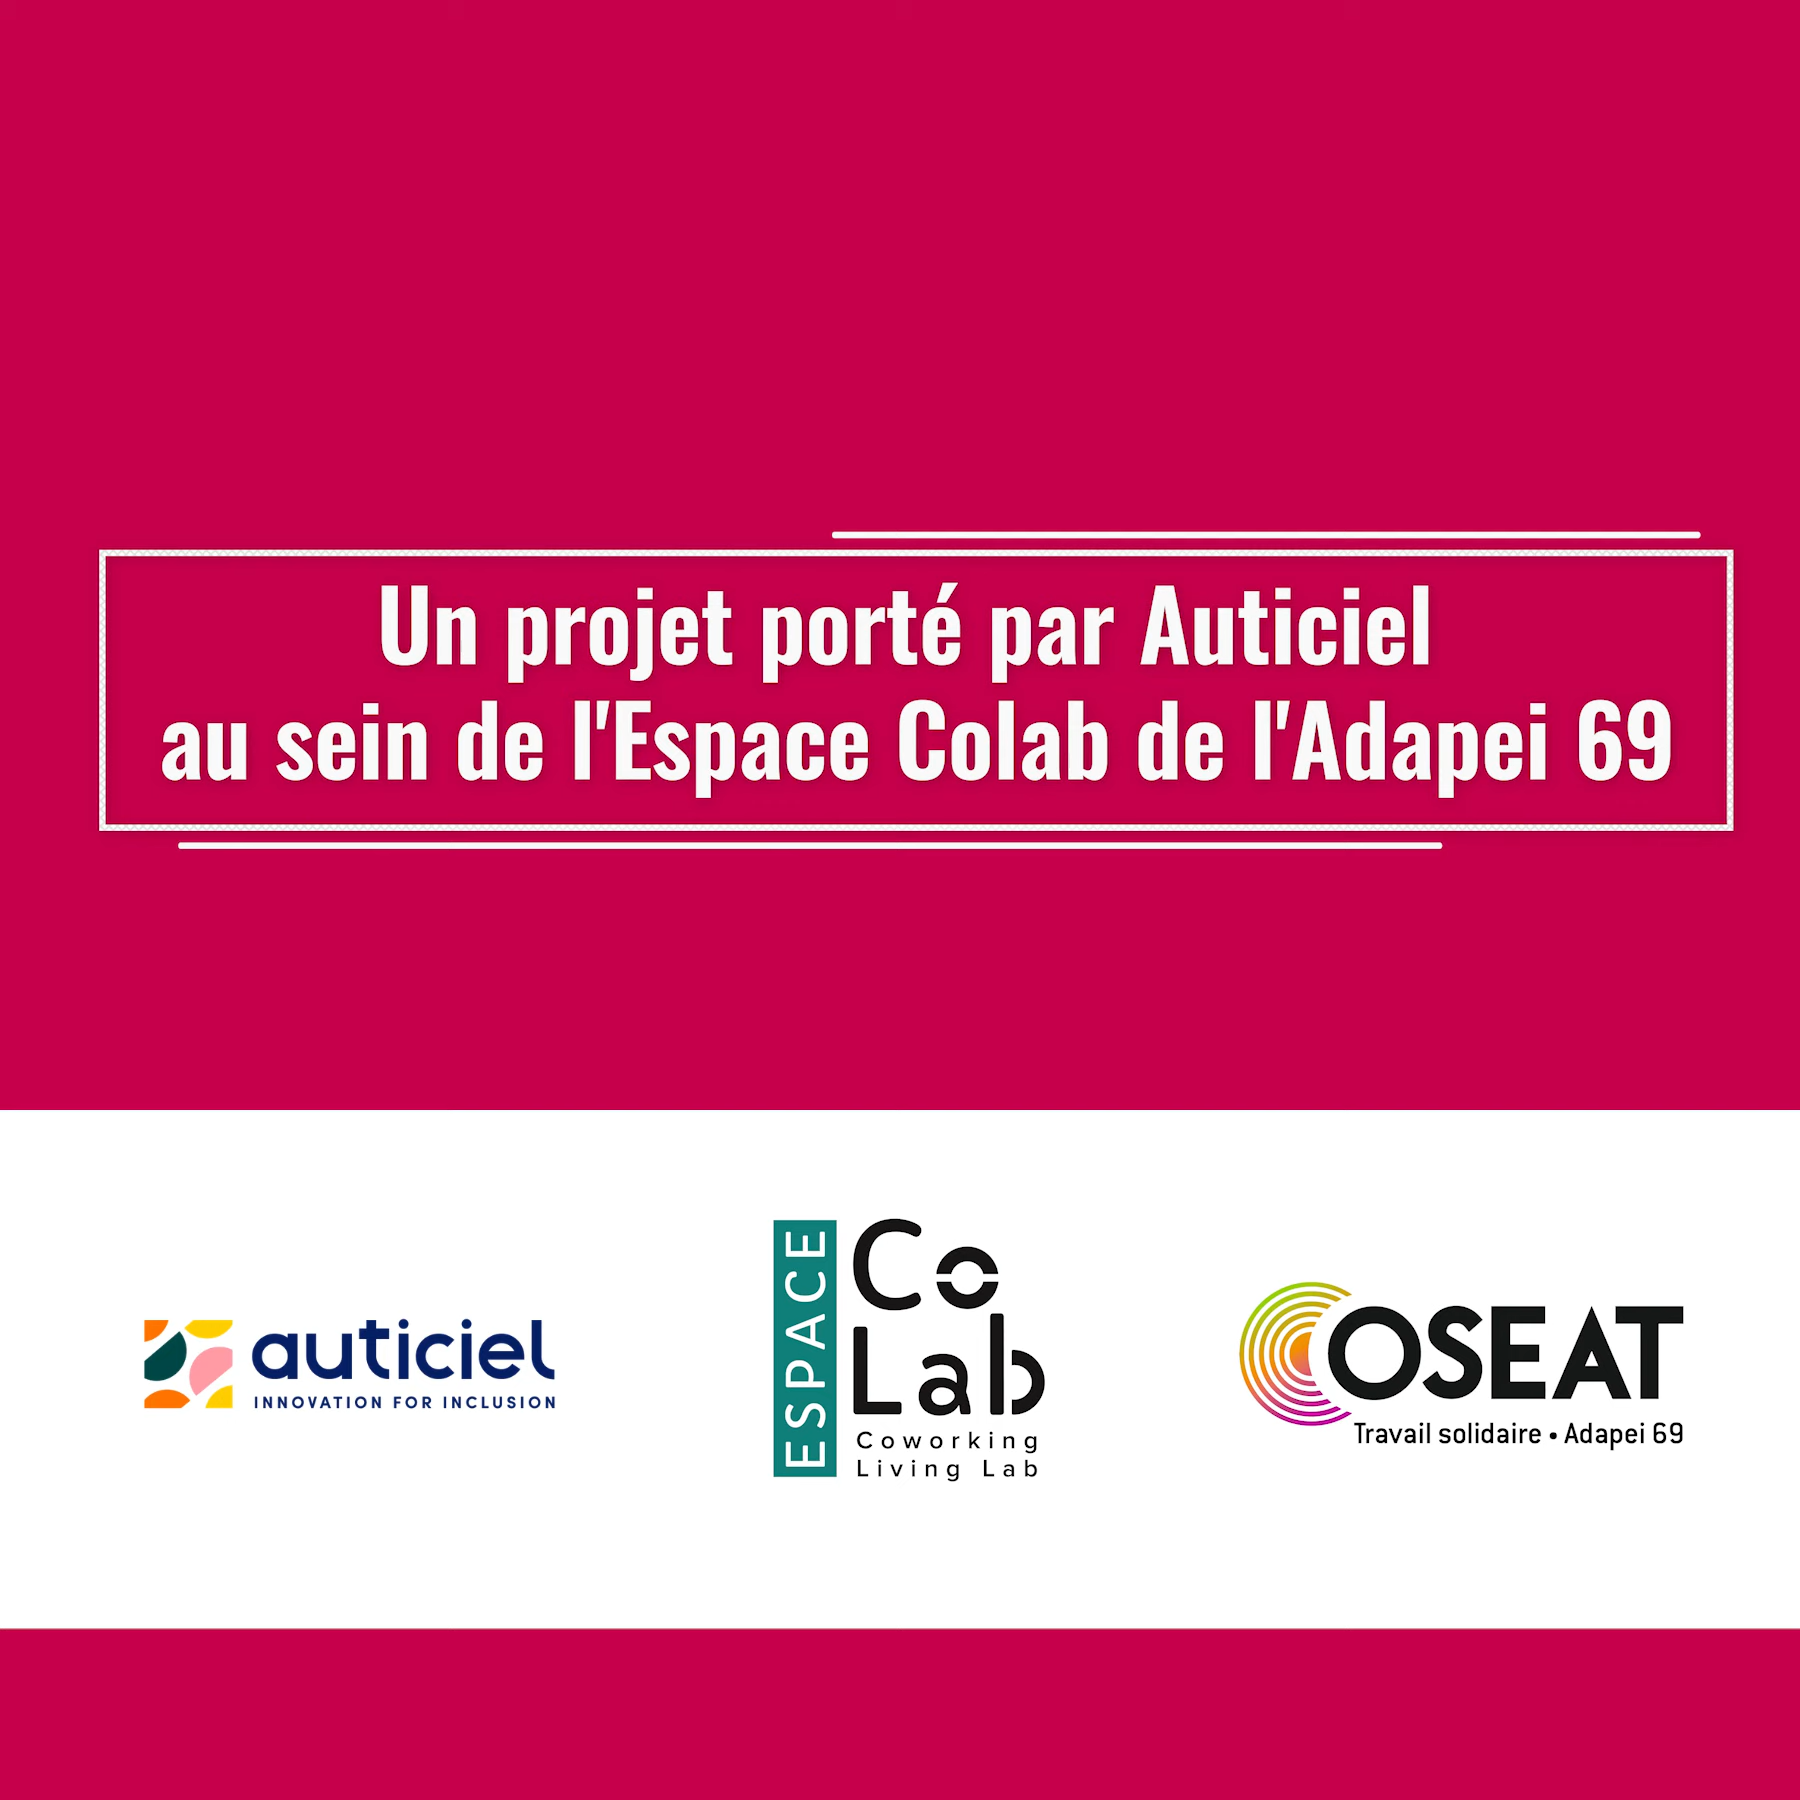 Un projet porté par Auticiel
au sein de l'Espace Colab de l'Adapei 69
auticiel
INNOVATION FOR INCLUSION
ESPACE
Co
Lab
Coworking
Living Lab
OSEAT
Travail solidaire • Adapei 69